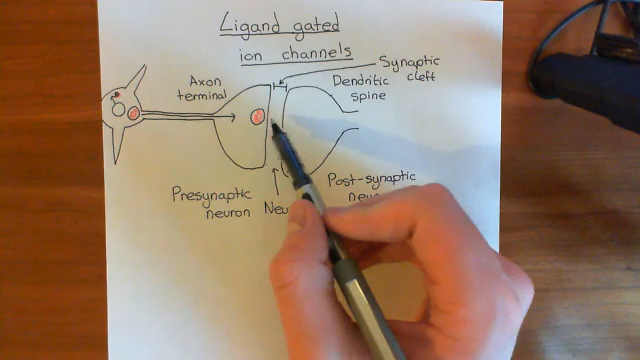 Ligand gated
ion channels
Synaptic
cleft
Axon
terminal
Dendritic
spine
Presynaptic
neuron
Post-synaptic